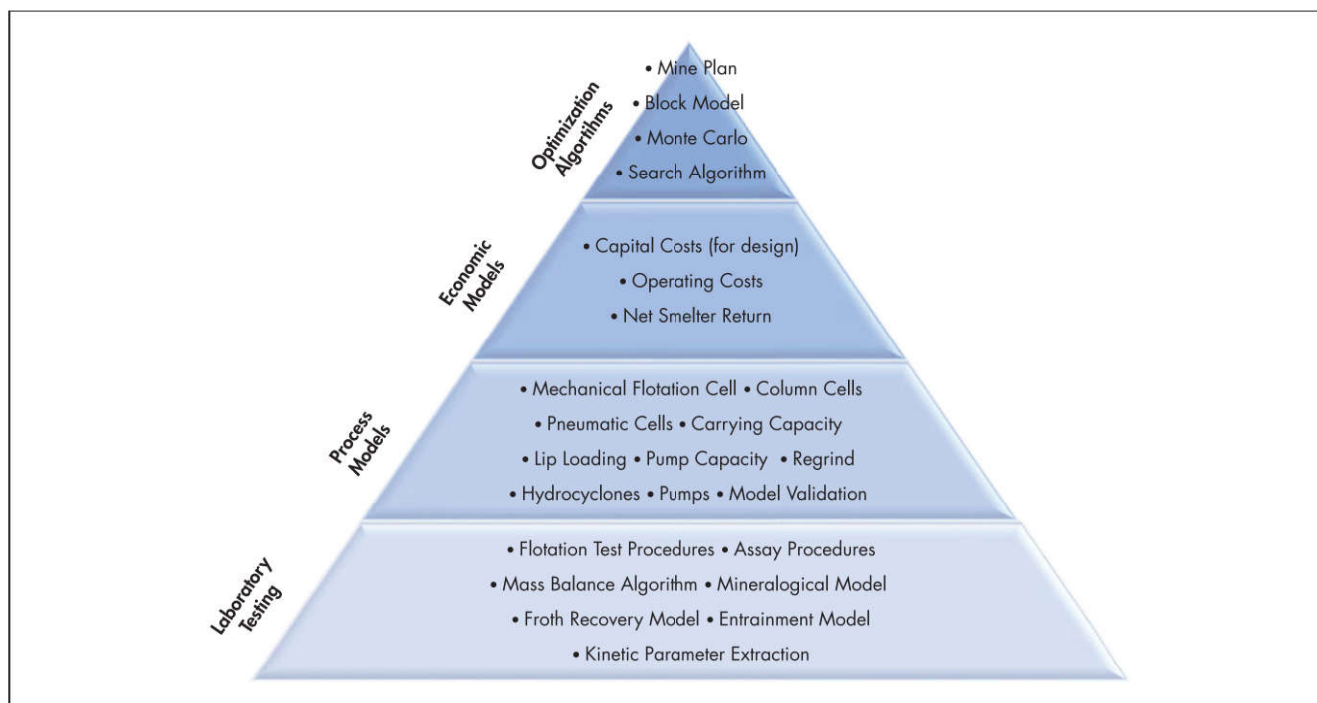 Optimization
Algortihms
• Mine Plan
• Block Model
• Monte Carlo
• Search Algorithm
Economic
Models
• Capital Costs (for design)
• Operating Costs
• Net Smelter Return
Process
Models
• Mechanical Flotation Cell • Column Cells
• Pneumatic Cells • Carrying Capacity
• Lip Loading • Pump Capacity • Regrind
• Hydrocyclones • Pumps • Model Validation
Laboratory
Testing
• Flotation Test Procedures • Assay Procedures
• Mass Balance Algorithm • Mineralogical Model
• Froth Recovery Model • Entrainment Model
• Kinetic Parameter Extraction